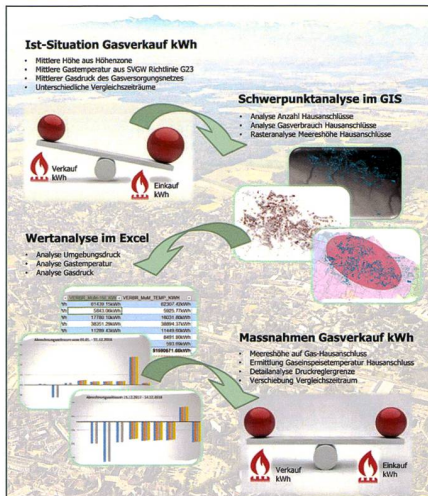 Ist-Situation Gasverkauf kWh
• Mittlere Höhe aus Höhenzone
• Mittlere Gastemperatur aus SVGW Richtlinie G23
• Mittlerer Gasdruck des Gasversorgungsnetzes
• Unterschiedliche Vergleichszeiträume
Verkauf
kWh
Einkauf
kWh
Schwerpunktanalyse im GIS
• Analyse Anzahl Hausanschlüsse
• Analyse Gasverbrauch Hausanschlüsse
• Rasteranalyse Meereshöhe Hausanschlüsse
Wertanalyse im Excel
• Analyse Umgebungsdruck
• Analyse Gastemperatur
• Analyse Gasdruck
Massnahmen Gasverkauf kWh
• Meereshöhe auf Gas-Hausanschluss
• Ermittlung Gaseinspeisetemperatur Hausanschluss
• Detailanalyse Druckreglergrenze
• Verschiebung Vergleichszeitraum
Verkauf
kWh
Einkauf
kWh